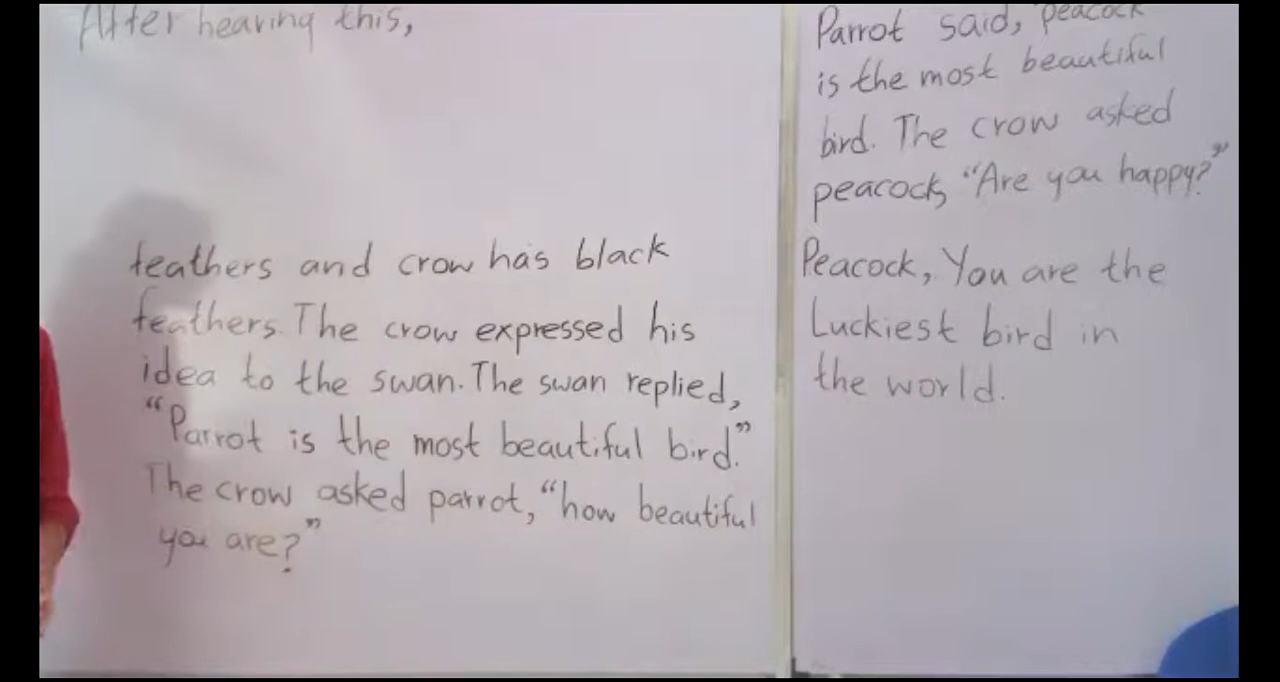 After hearing this,
feathers and crow has black
feathers. The crow expressed his
idea to the swan. The swan replied,
“Parrot is the most beautiful bird.”
The crow asked parrot, “how beautiful
you are?”
Parrot said, peacock
is the most beautiful
bird. The crow asked
peacock, “Are you happy?”
Peacock, You are the
Luckiest bird in
the world.